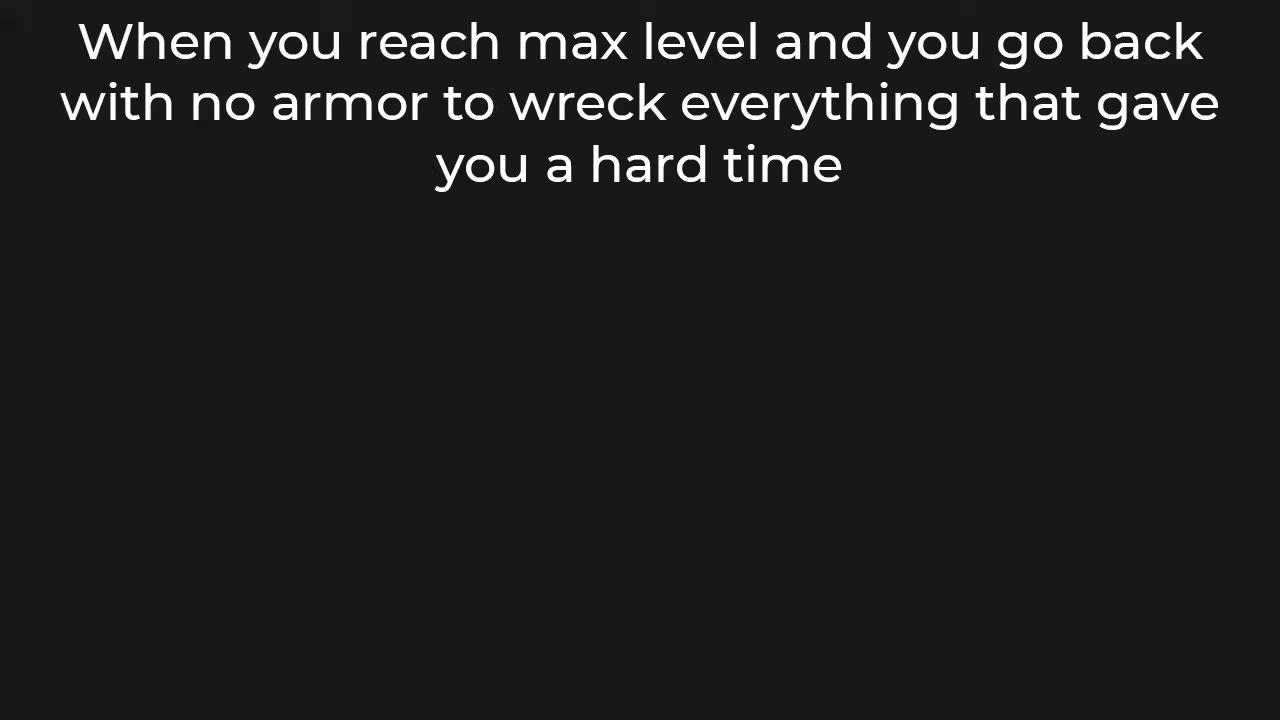 When you reach max level and you go back
with no armor to wreck everything that gave
you a hard time